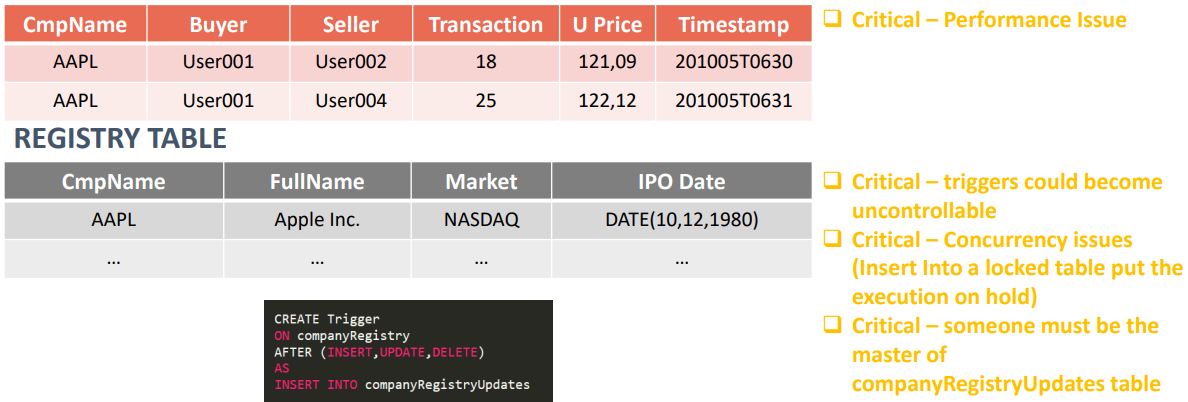 CmpName Buyer Seller Transaction U Price Timestamp
AAPL User001 User002 18 121,09 201005T0630
AAPL User001 User004 25 122,12 201005T0631
❑ Critical – Performance Issue
REGISTRY TABLE
CmpName FullName Market IPO Date
AAPL Apple Inc. NASDAQ DATE(10,12,1980)
... ... ... ...
❑ Critical – triggers could become
uncontrollable
❑ Critical – Concurrency issues
(Insert Into a locked table put the
execution on hold)
❑ Critical – someone must be the
master of
companyRegistryUpdates table
CREATE Trigger
ON companyRegistry
AFTER (INSERT,UPDATE,DELETE)
AS
INSERT INTO companyRegistryUpdates